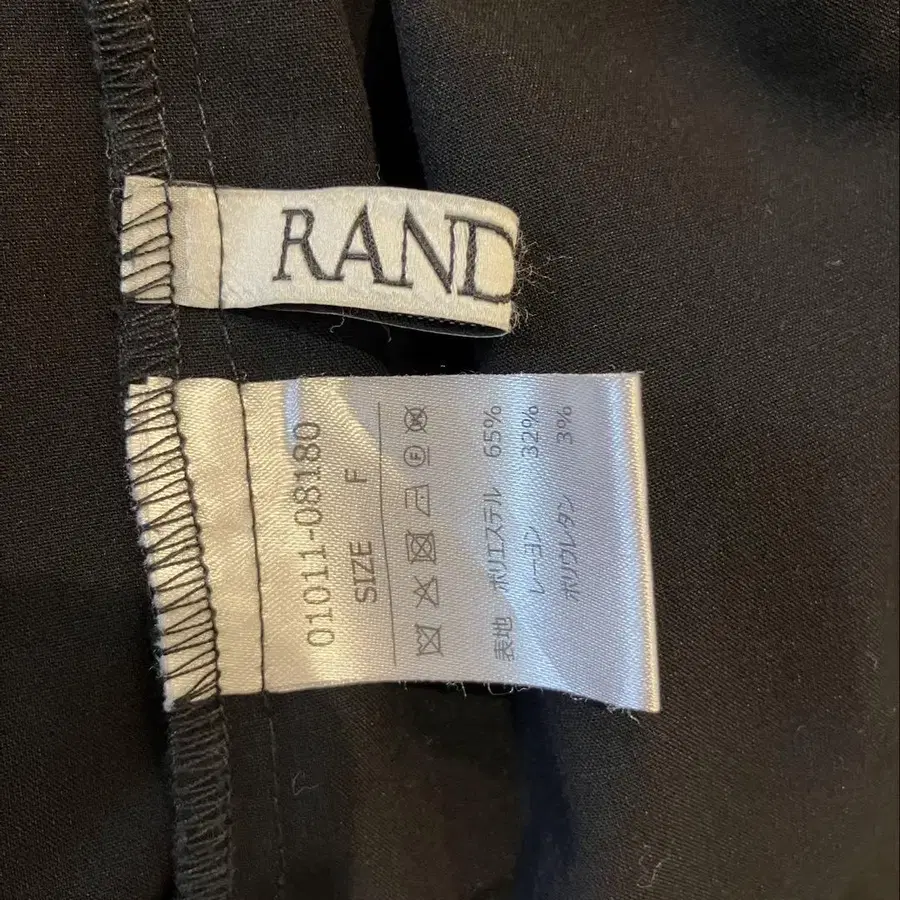 RAND
01011-08180
SIZE F
表地 ポリエステル 65%
レーヨン 32%
ポリウレタン 3%